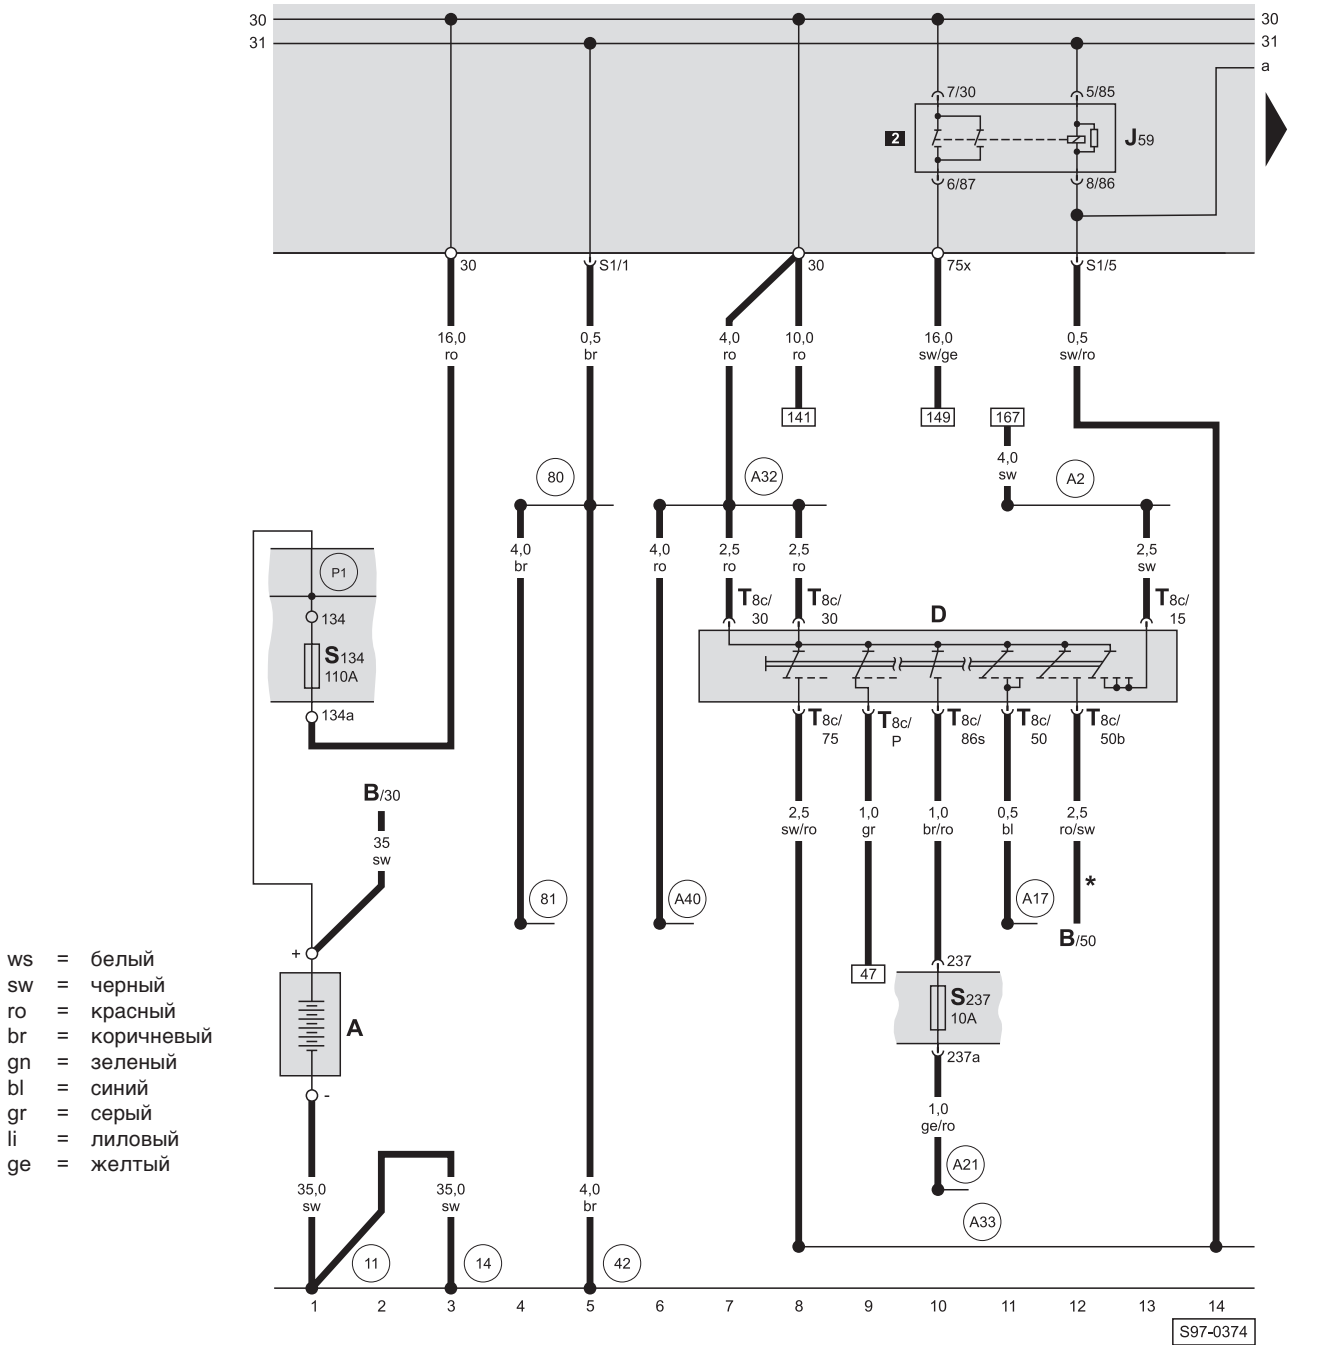 30 30
31 31
a
7/30 5/85
2 J59
6/87 8/86
30 S1/1 30 75x S1/5
16,0 0,5 4,0 10,0 16,0 0,5
ro br ro ro sw/ge sw/ro
141 149 167
4,0
sw
80 A32 A2
4,0 4,0 2,5 2,5 2,5
br ro ro ro sw
P1
T8c/ T8c/ T8c/
30 30 D 15
134
S134
110A
134a
T8c/ T8c/ T8c/ T8c/ T8c/
75 P 86s 50 50b
B/30
35
sw
2,5 1,0 1,0 0,5 2,5
sw/ro gr br/ro bl ro/sw
*
81 A40 A17
B/50
+
47 237
S237
10A
A
237a
-
ws = белый
sw = черный
ro = красный
br = коричневый
gn = зеленый
bl = синий
gr = серый
li = лиловый
ge = желтый
1,0
ge/ro
A21
35,0 35,0 4,0
sw sw br
A33
11 14 42
1 2 3 4 5 6 7 8 9 10 11 12 13 14
S97-0374